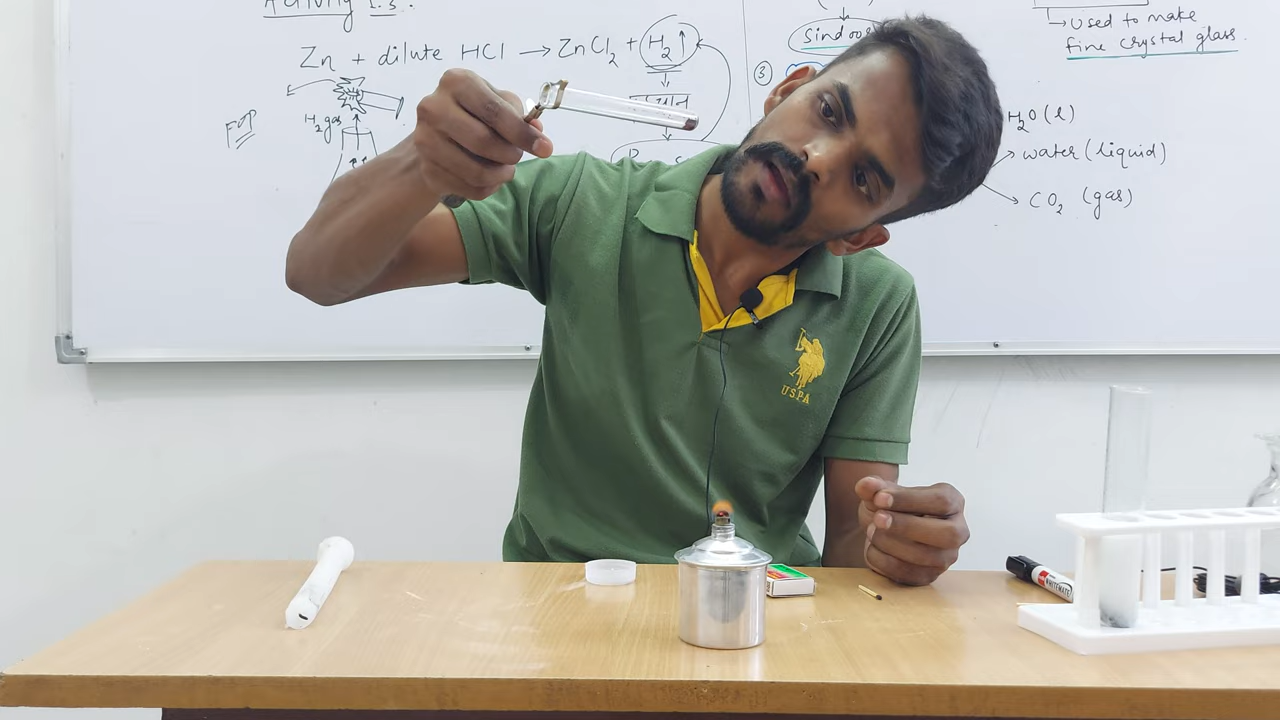 Activity 1.3.
Zn + dilute HCl → ZnCl₂ + H₂↑
H₂ gas
Sindoor
③
↳ Used to make
fine crystal glass.
H₂O (l)
→ water (liquid)
→ CO₂ (gas)
U.S.P.A
WHITEMATE